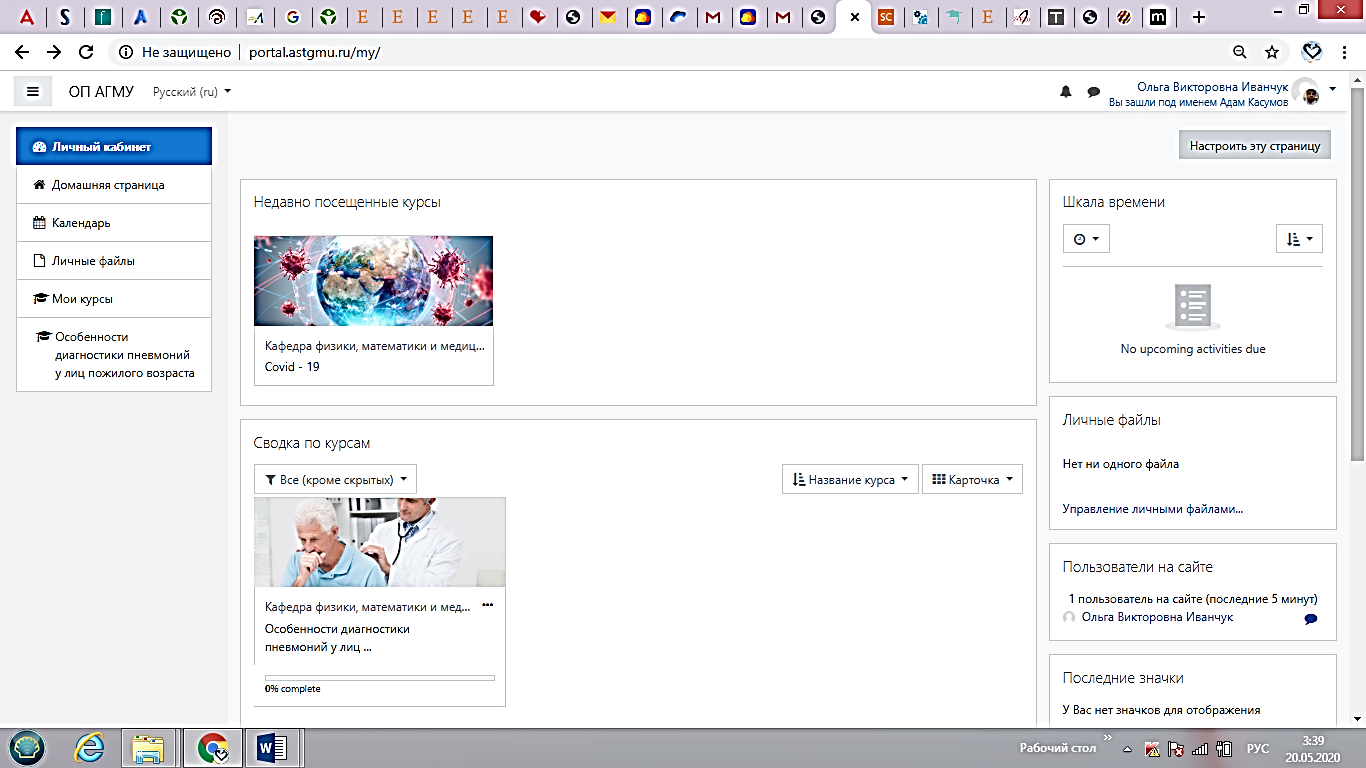 Не защищено
portal.astgmu.ru/my/
ОП АГМУ
Русский (ru)
Ольга Викторовна Иванчук
Вы зашли под именем Адам Касумов
Личный кабинет
Домашняя страница
Календарь
Личные файлы
Мои курсы
Особенности
диагностики пневмоний
у лиц пожилого возраста
Настроить эту страницу
Недавно посещенные курсы
Кафедра физики, математики и медиц...
Covid - 19
Сводка по курсам
Все (кроме скрытых)
Название курса
Карточка
Кафедра физики, математики и мед...
Особенности диагностики
пневмоний у лиц ...
0% complete
Шкала времени
No upcoming activities due
Личные файлы
Нет ни одного файла
Управление личными файлами...
Пользователи на сайте
1 пользователь на сайте (последние 5 минут)
Ольга Викторовна Иванчук
Последние значки
У Вас нет значков для отображения
Рабочий стол
РУС
3:39
20.05.2020